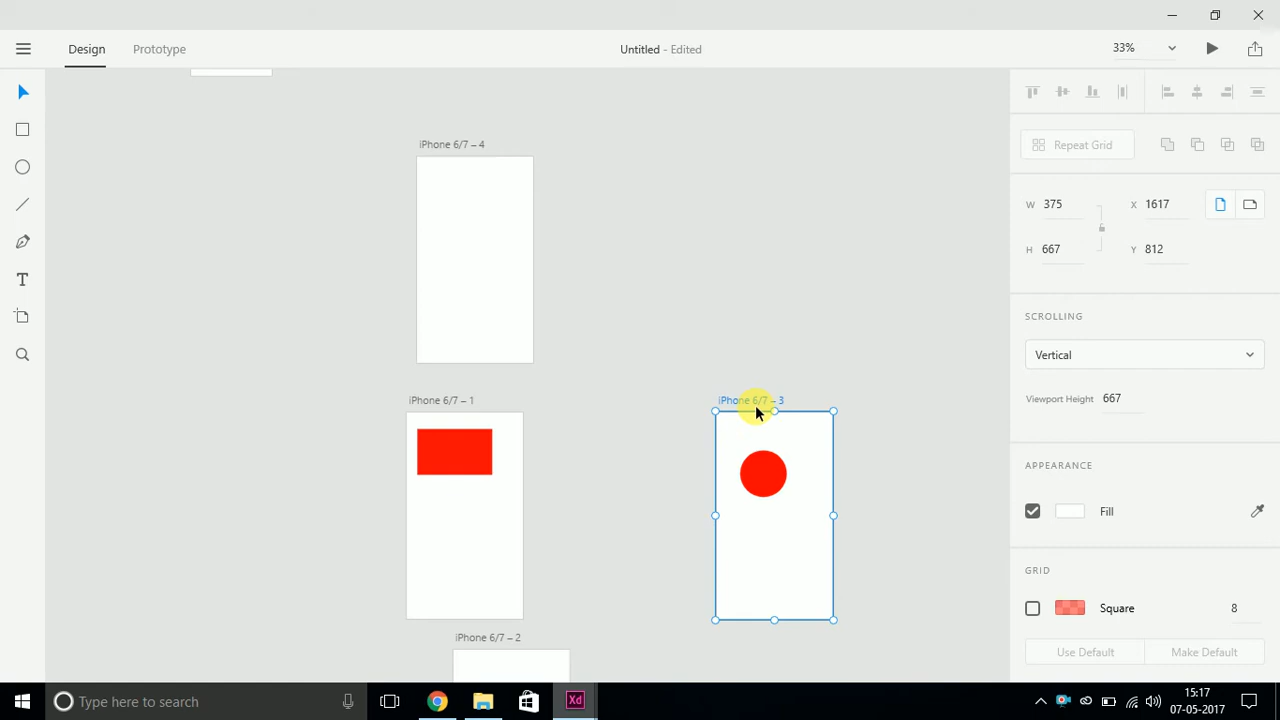 Design
Prototype
Untitled - Edited
33%
iPhone 6/7 – 4
Repeat Grid
W 375
X 1617
H 667
Y 812
SCROLLING
Vertical
Viewport Height 667
iPhone 6/7 – 1
iPhone 6/7 – 3
APPEARANCE
Fill
GRID
Square 8
iPhone 6/7 – 2
Use Default
Make Default
T
Type here to search
Xd
15:17
07-05-2017